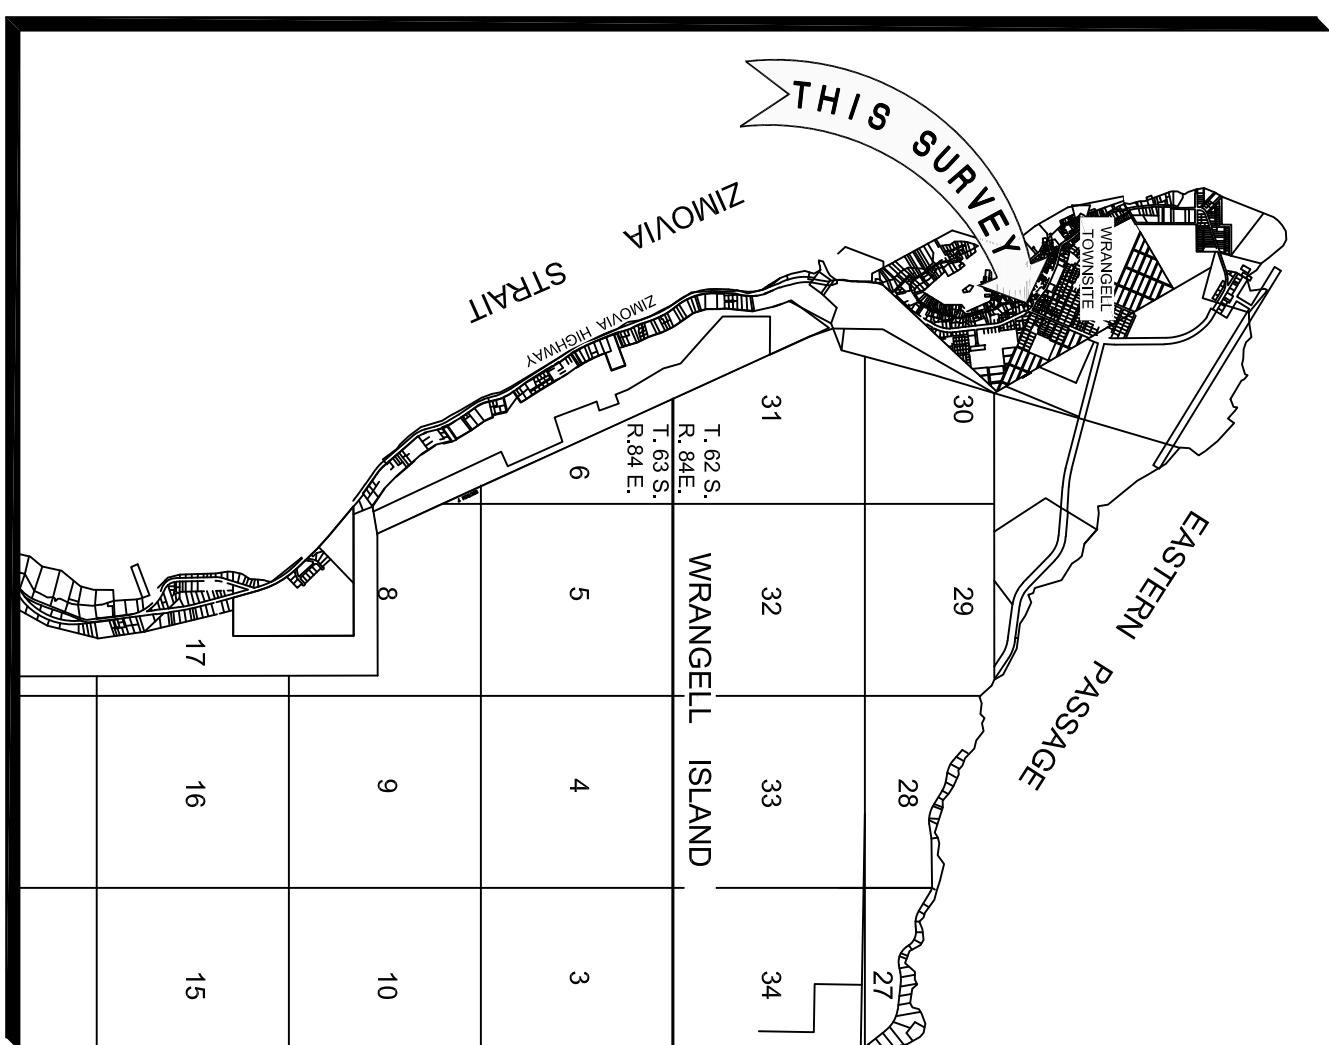 THIS SURVEY
ZIMOVIA
STRAIT
ZIMOVIA HIGHWAY
WRANGELL
TOWNSITE
EASTERN PASSAGE
WRANGELL ISLAND
T. 62 S.
R. 84E.
T. 63 S.
R.84 E.
30
29
28
27
31
32
33
34
6
5
4
3
8
9
10
17
16
15